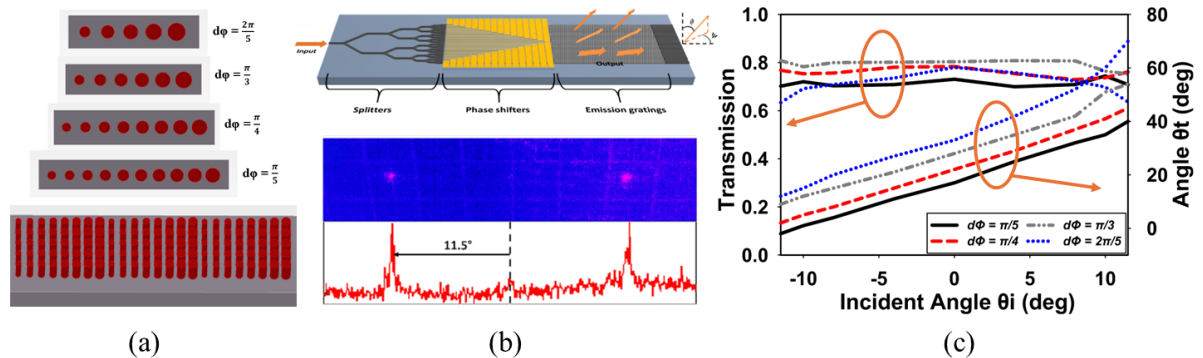 dφ = 2π/5
dφ = π/3
dφ = π/4
dφ = π/5
(a)
Input
θ
Output
Splitters
Phase shifters
Emission gratings
11.5°
(b)
Transmission
1.0
0.8
0.6
0.4
0.2
0.0
80
60
40
20
0
Angle θt (deg)
dΦ = π/5
dΦ = π/3
dΦ = π/4
dΦ = 2π/5
-10
-5
0
5
10
Incident Angle θi (deg)
(c)